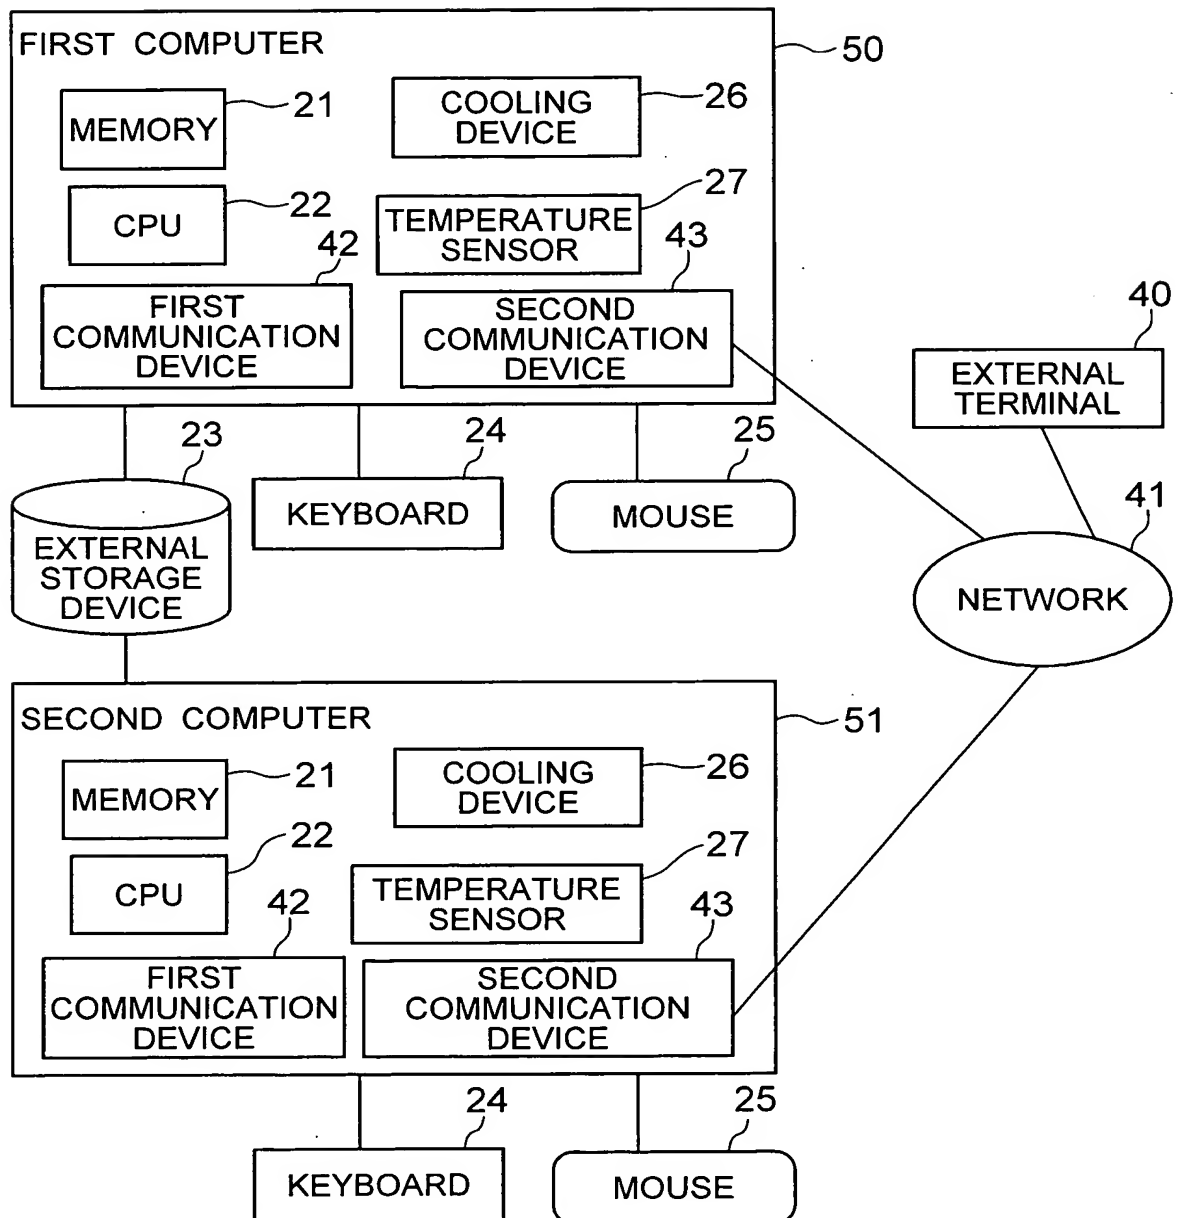 FIRST COMPUTER
50
MEMORY
21
COOLING
DEVICE
26
CPU
22
TEMPERATURE
SENSOR
27
FIRST
COMMUNICATION
DEVICE
42
SECOND
COMMUNICATION
DEVICE
43
EXTERNAL
TERMINAL
40
EXTERNAL
STORAGE
DEVICE
23
KEYBOARD
24
MOUSE
25
NETWORK
41
SECOND COMPUTER
51
MEMORY
21
COOLING
DEVICE
26
CPU
22
TEMPERATURE
SENSOR
27
FIRST
COMMUNICATION
DEVICE
42
SECOND
COMMUNICATION
DEVICE
43
KEYBOARD
24
MOUSE
25